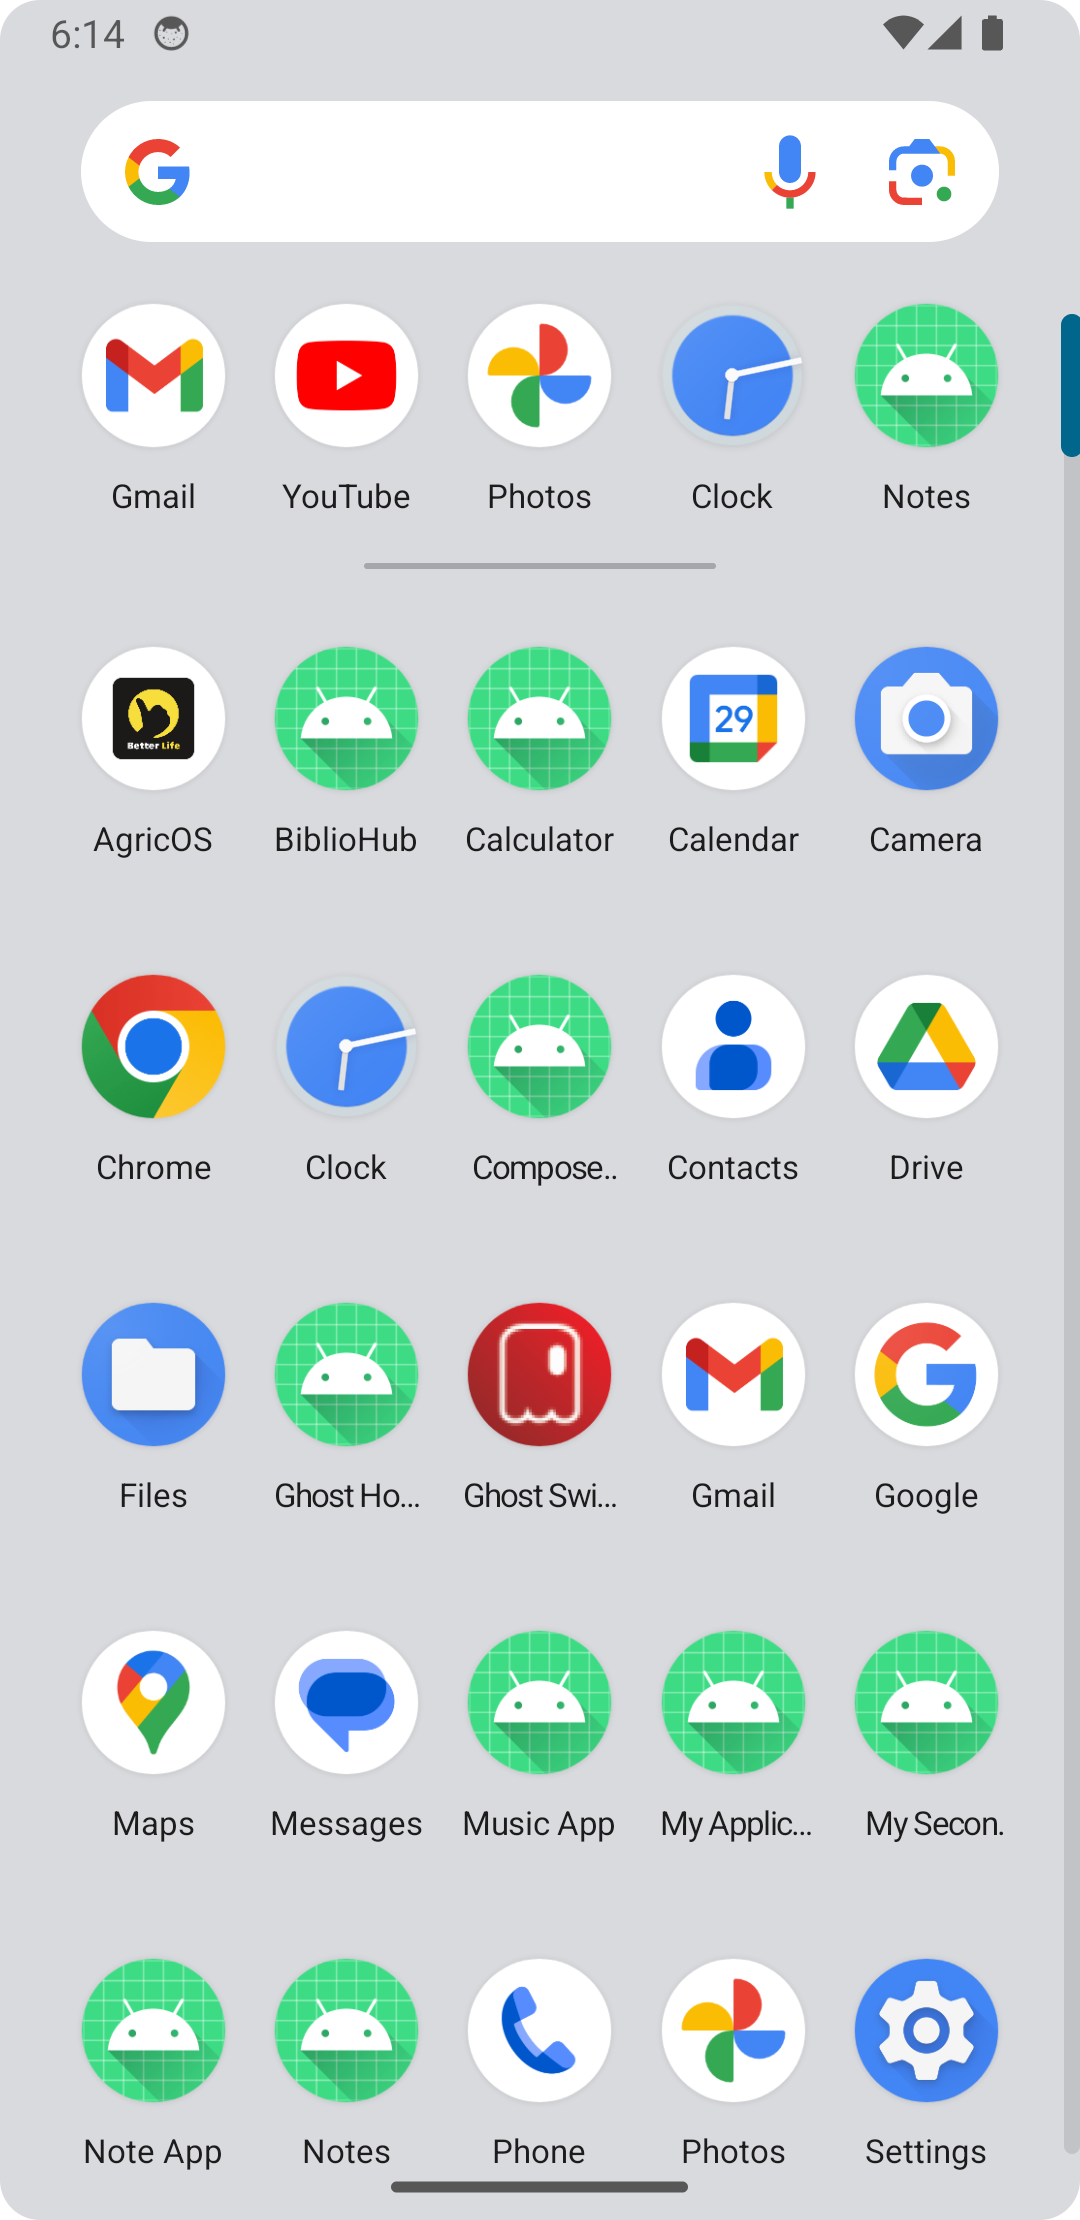 6:14
Gmail YouTube Photos Clock Notes
Better Life
29
AgricOS BiblioHub Calculator Calendar Camera
Chrome Clock Compose.. Contacts Drive
Files Ghost Ho... Ghost Swi... Gmail Google
Maps Messages Music App My Applic... My Secon.
Note App Notes Phone Photos Settings